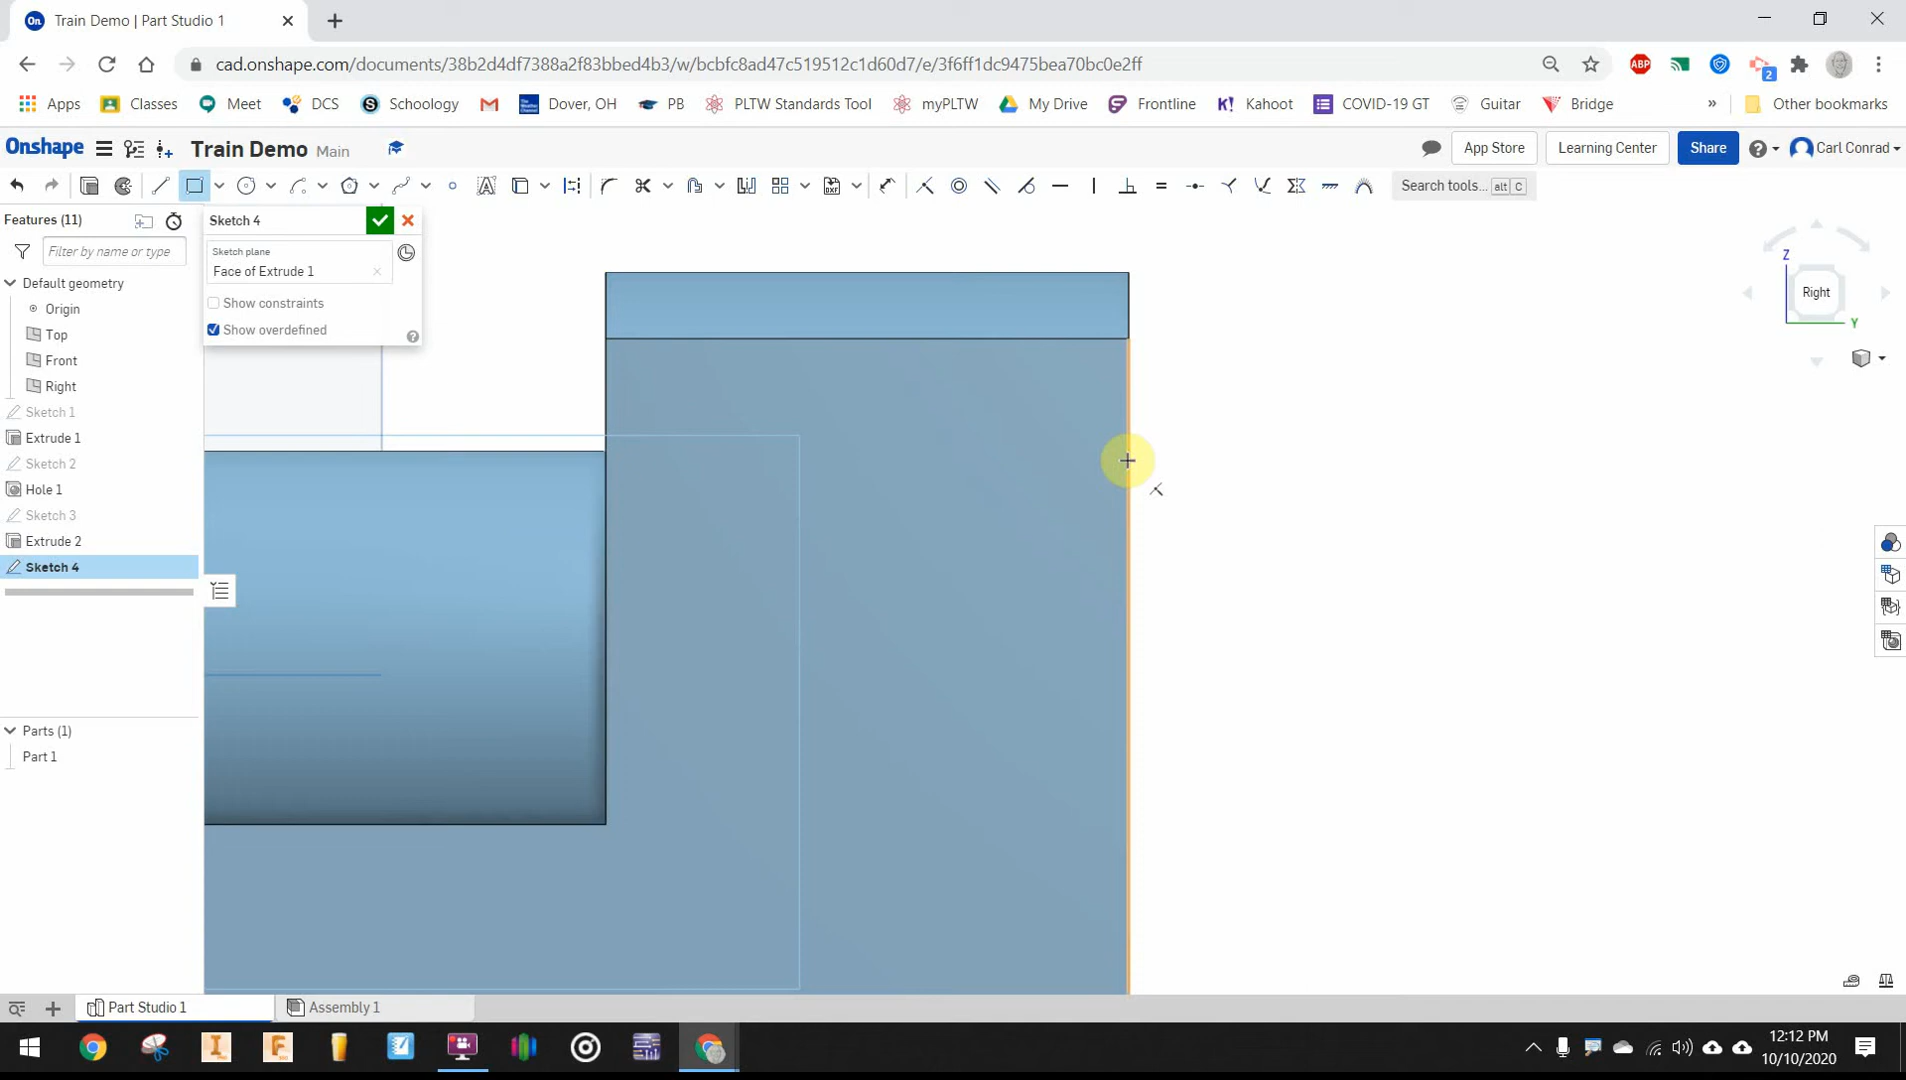 Train Demo | Part Studio 1
cad.onshape.com/documents/38b2d4df7388a2f83bbed4b3/w/bcbfc8ad47c519512c1d60d7/e/3f6ff1dc9475bea70bc0e2ff
ABP
2
Apps
Classes
Meet
DCS
Schoology
Dover, OH
PB
PLTW Standards Tool
myPLTW
My Drive
Frontline
Kahoot
COVID-19 GT
Guitar
Bridge
»
Other bookmarks
Onshape
Train Demo Main
App Store
Learning Center
Share
Carl Conrad
Search tools... alt C
Features (11)
Filter by name or type
Default geometry
Origin
Top
Front
Right
Sketch 1
Extrude 1
Sketch 2
Hole 1
Sketch 3
Extrude 2
Sketch 4
Parts (1)
Part 1
Sketch 4
Sketch plane
Face of Extrude 1
Show constraints
Show overdefined
Z
Right
Y
Part Studio 1
Assembly 1
12:12 PM
10/10/2020